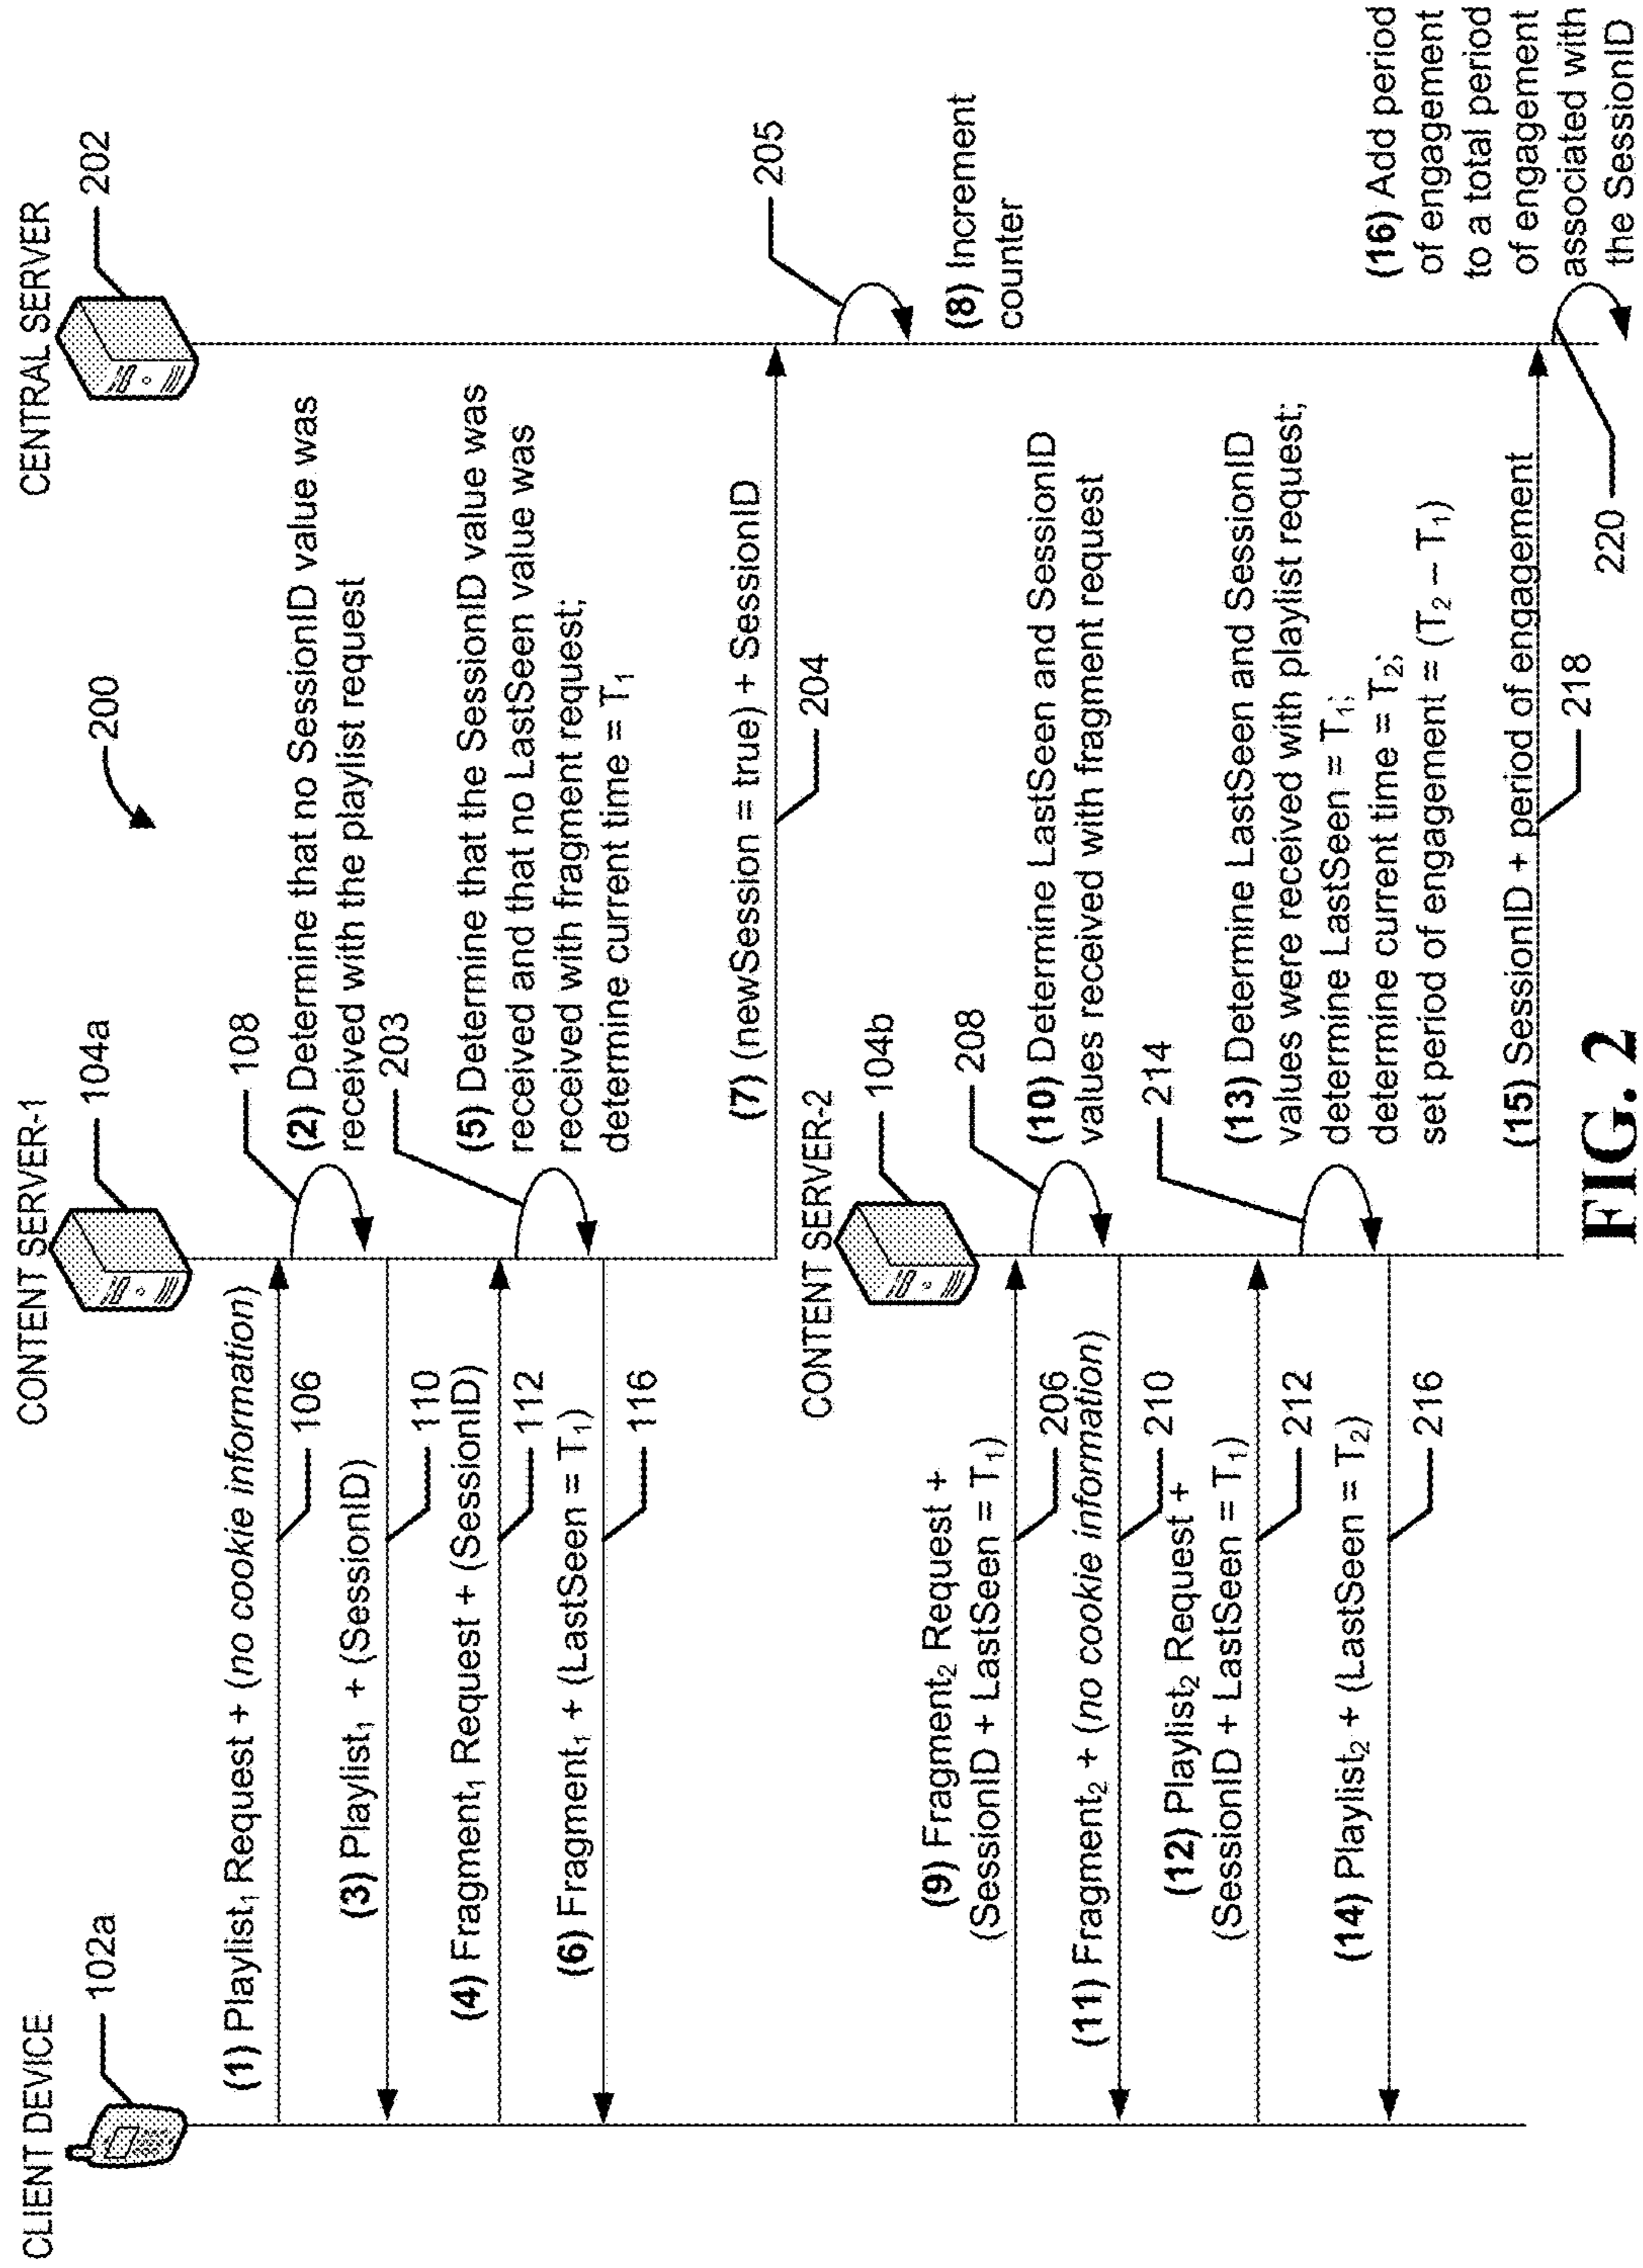 CLIENT DEVICE
102a
CONTENT SERVER-1
104a
CENTRAL SERVER
202
200
(1) Playlist₁ Request + (no cookie information)
106
108
(2) Determine that no SessionID value was
received with the playlist request
(3) Playlist₁ + (SessionID)
110
203
(4) Fragment₁ Request + (SessionID)
112
(5) Determine that the SessionID value was
received and that no LastSeen value was
received with fragment request;
determine current time = T₁
(6) Fragment₁ + (LastSeen = T₁)
116
(7) (newSession = true) + SessionID
204
205
(8) Increment
counter
CONTENT SERVER-2
104b
(9) Fragment₂ Request +
(SessionID + LastSeen = T₁)
206
208
(10) Determine LastSeen and SessionID
values received with fragment request
(11) Fragment₂ + (no cookie information)
210
(12) Playlist₂ Request +
(SessionID + LastSeen = T₁)
212
214
(13) Determine LastSeen and SessionID
values were received with playlist request;
determine LastSeen = T₁;
determine current time = T₂;
set period of engagement = (T₂ – T₁)
(14) Playlist₂ + (LastSeen = T₂)
216
(15) SessionID + period of engagement
218
220
(16) Add period
of engagement
to a total period
of engagement
associated with
the SessionID
FIG. 2